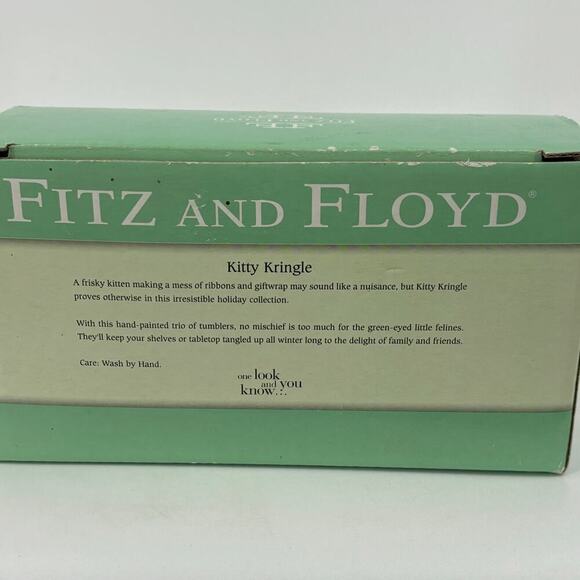 FITZ AND FLOYD®
Kitty Kringle
A frisky kitten making a mess of ribbons and giftwrap may sound like a nuisance, but Kitty Kringle
proves otherwise in this irresistible holiday collection.
With this hand-painted trio of tumblers, no mischief is too much for the green-eyed little felines.
They'll keep your shelves or tabletop tangled up all winter long to the delight of family and friends.
Care: Wash by Hand.
one look
and you
know.:.